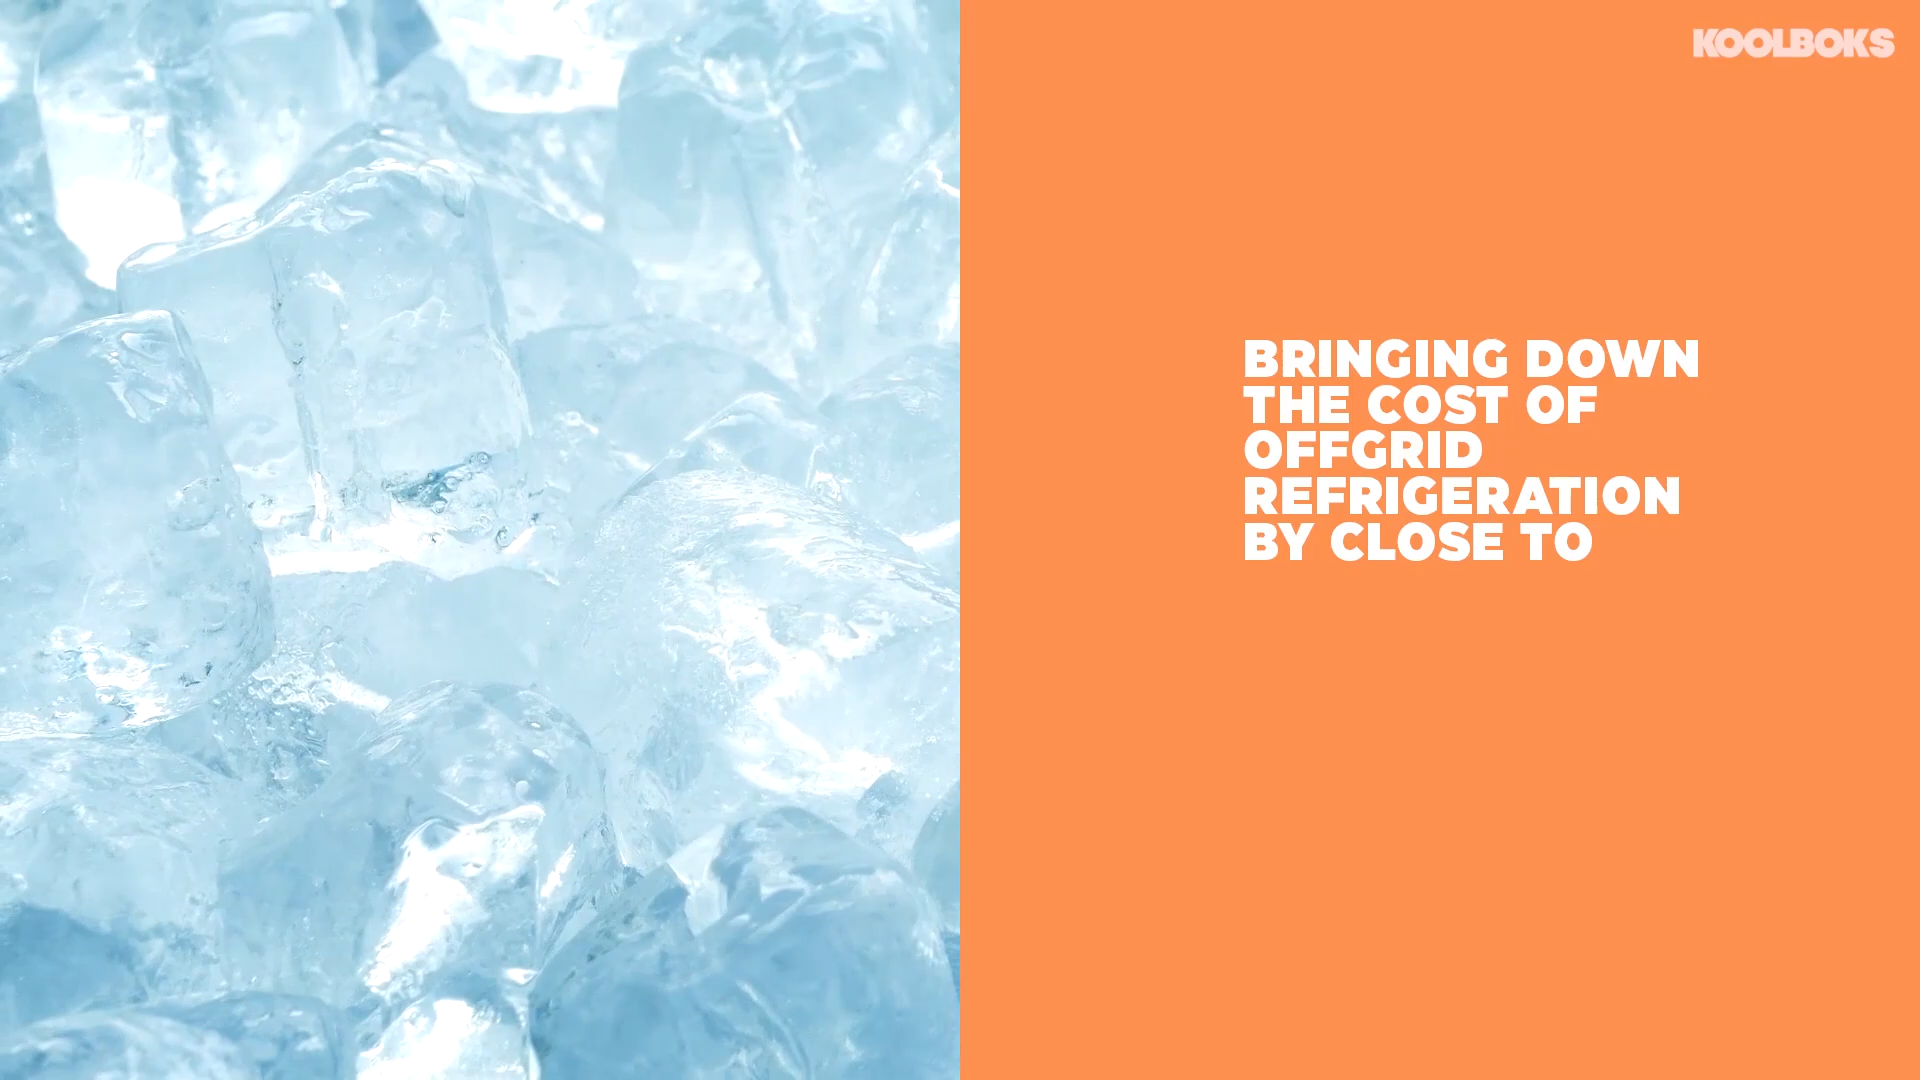 KOOLBOKS
BRINGING DOWN
THE COST OF
OFFGRID
REFRIGERATION
BY CLOSE TO